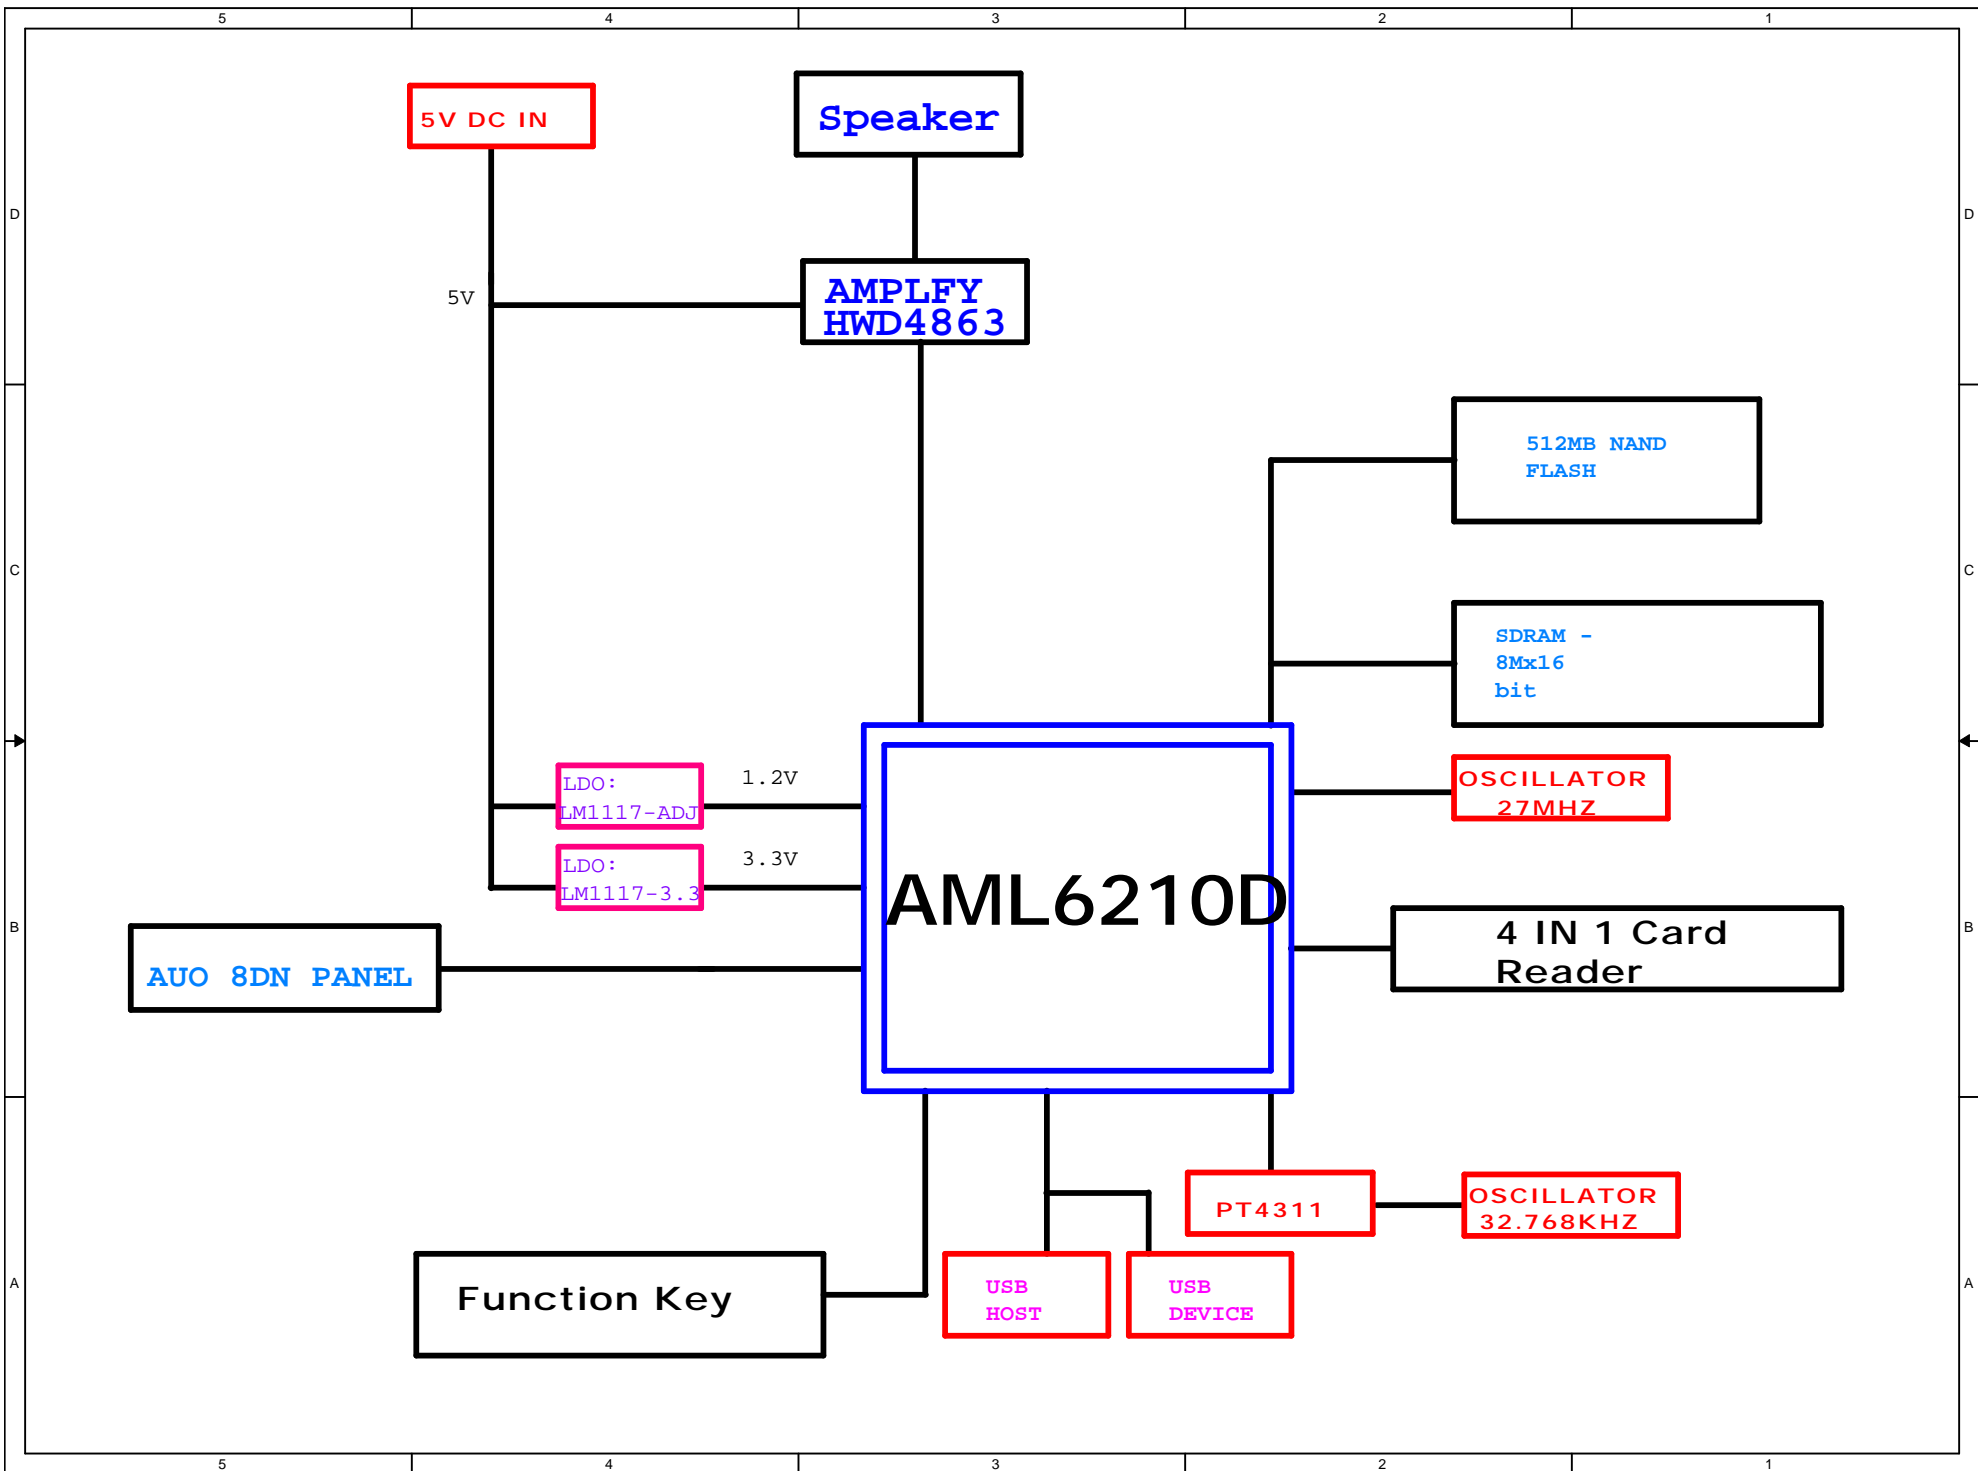 5 4 3 2 1
5V DC IN
Speaker
D D
5V
AMPLFY
HWD4863
512MB NAND
FLASH
C C
SDRAM -
8Mx16
bit
LDO:
LM1117-ADJ
1.2V
OSCILLATOR
27MHZ
LDO:
LM1117-3.3
3.3V
AML6210D
B B
4 IN 1 Card
Reader
AUO 8DN PANEL
PT4311
OSCILLATOR
32.768KHZ
A A
Function Key
USB
HOST
USB
DEVICE
5 4 3 2 1